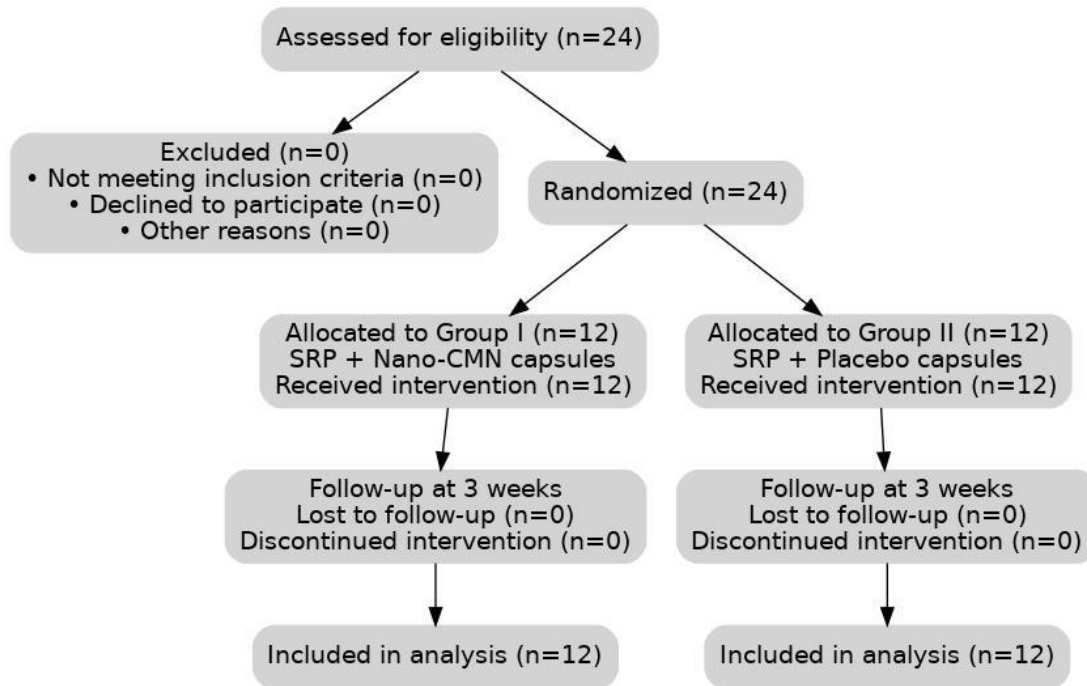 Assessed for eligibility (n=24)
Excluded (n=0)
• Not meeting inclusion criteria (n=0)
• Declined to participate (n=0)
• Other reasons (n=0)
Randomized (n=24)
Allocated to Group I (n=12)
SRP + Nano-CMN capsules
Received intervention (n=12)
Allocated to Group II (n=12)
SRP + Placebo capsules
Received intervention (n=12)
Follow-up at 3 weeks
Lost to follow-up (n=0)
Discontinued intervention (n=0)
Follow-up at 3 weeks
Lost to follow-up (n=0)
Discontinued intervention (n=0)
Included in analysis (n=12)
Included in analysis (n=12)